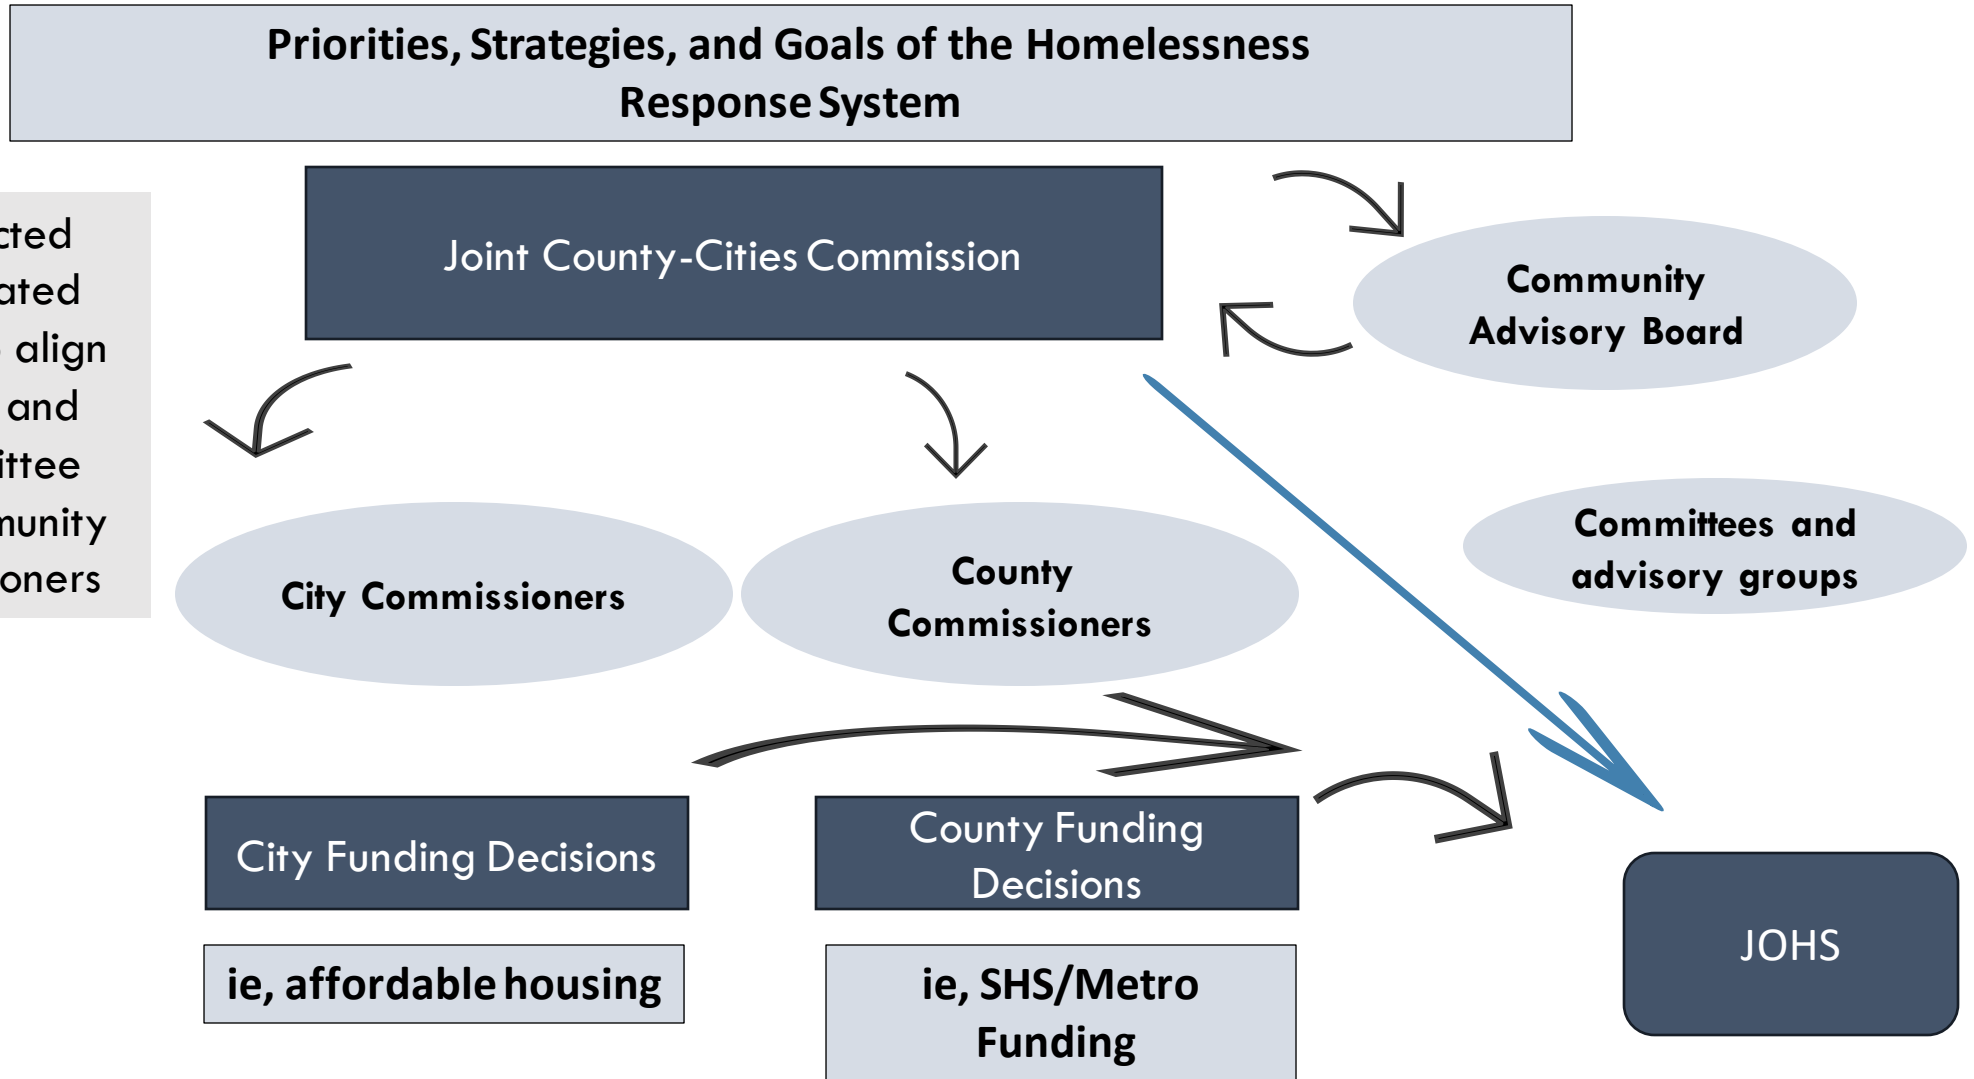 Priorities, Strategies, and Goals of the Homelessness
Response System
Joint County-Cities Commission
Community
Advisory Board
align
and
City Commissioners
County
Commissioners
Committees and
advisory groups
City Funding Decisions
County Funding
Decisions
ie, affordable housing
ie, SHS/Metro
Funding
JOHS